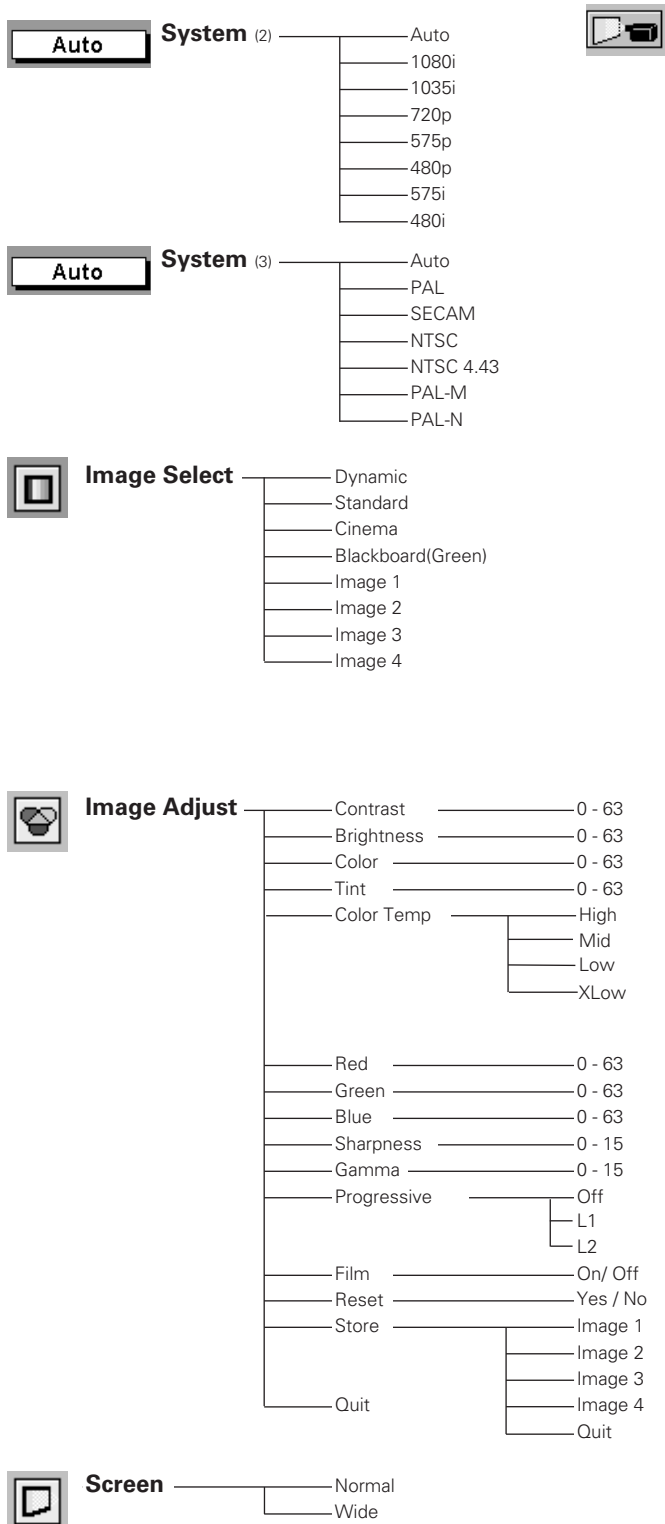 Auto
System (2)
Auto
1080i
1035i
720p
575p
480p
575i
480i
Auto
System (3)
Auto
PAL
SECAM
NTSC
NTSC 4.43
PAL-M
PAL-N
Image Select
Dynamic
Standard
Cinema
Blackboard(Green)
Image 1
Image 2
Image 3
Image 4
Image Adjust
Contrast 0 - 63
Brightness 0 - 63
Color 0 - 63
Tint 0 - 63
Color Temp High
Mid
Low
XLow
Red 0 - 63
Green 0 - 63
Blue 0 - 63
Sharpness 0 - 15
Gamma 0 - 15
Progressive Off
L1
L2
Film On/ Off
Reset Yes / No
Store Image 1
Image 2
Image 3
Quit Image 4
Quit
Screen Normal
Wide